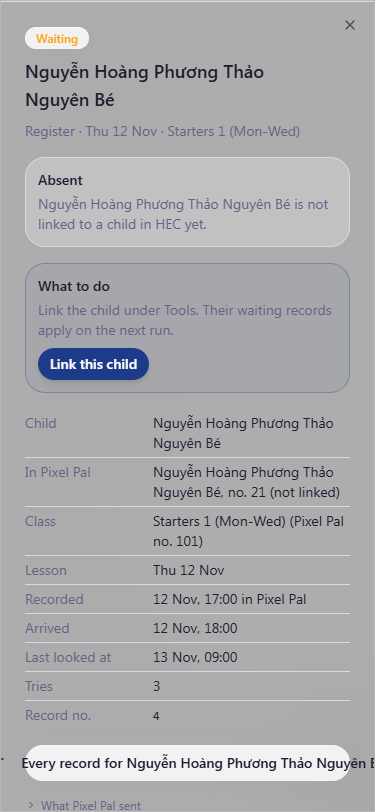 Waiting
Nguyễn Hoàng Phương Thảo
Nguyên Bé
Register · Thu 12 Nov · Starters 1 (Mon-Wed)
Absent
Nguyễn Hoàng Phương Thảo Nguyên Bé is not
linked to a child in HEC yet.
What to do
Link the child under Tools. Their waiting records
apply on the next run.
Link this child
Child Nguyễn Hoàng Phương Thảo
Nguyên Bé
In Pixel Pal Nguyễn Hoàng Phương Thảo
Nguyên Bé, no. 21 (not linked)
Class Starters 1 (Mon-Wed) (Pixel Pal
no. 101)
Lesson Thu 12 Nov
Recorded 12 Nov, 17:00 in Pixel Pal
Arrived 12 Nov, 18:00
Last looked at 13 Nov, 09:00
Tries 3
Record no. 4
Every record for Nguyễn Hoàng Phương Thảo Nguyên
What Pixel Pal sent